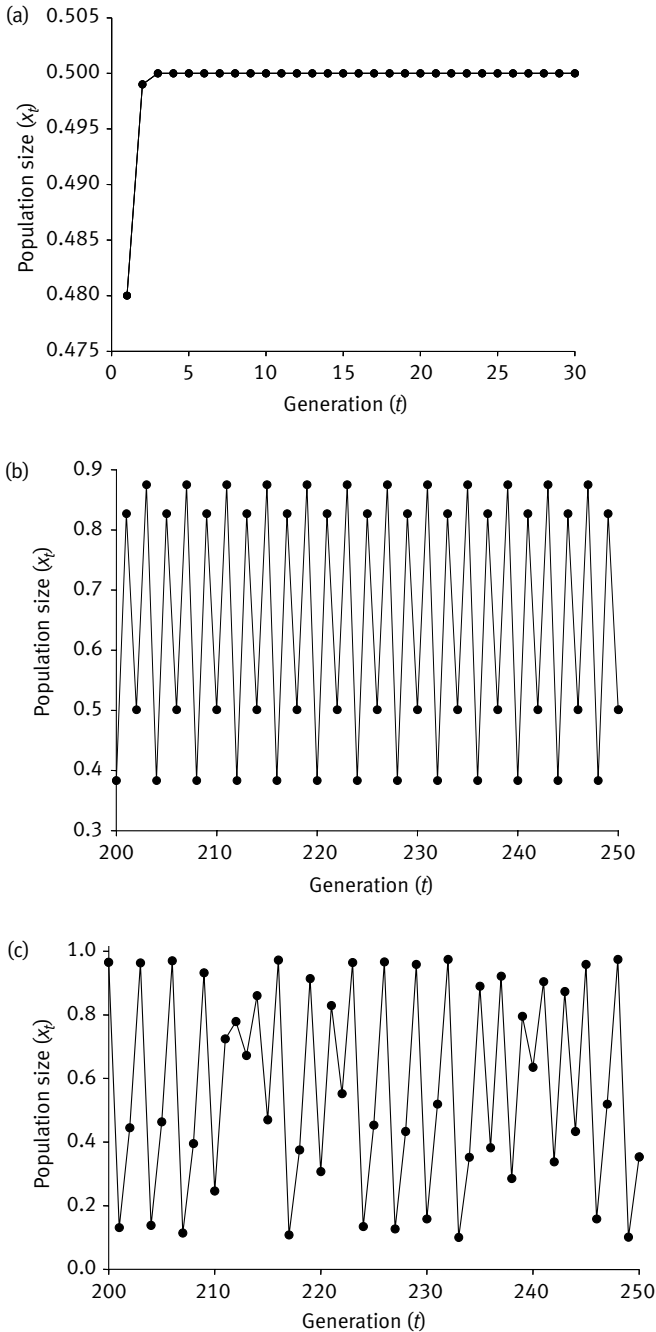 (a)
0.505
0.500
0.495
0.490
0.485
0.480
0.475
Population size (xt)
0 5 10 15 20 25 30
Generation (t)
(b)
0.9
0.8
0.7
0.6
0.5
0.4
0.3
Population size (xt)
200 210 220 230 240 250
Generation (t)
(c)
1.0
0.8
0.6
0.4
0.2
0.0
Population size (xt)
200 210 220 230 240 250
Generation (t)